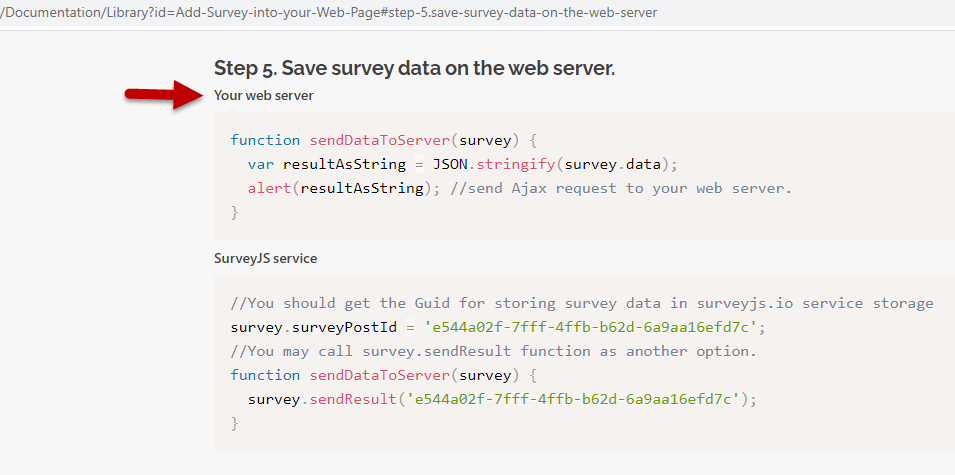 /Documentation/Library?id=Add-Survey-into-your-Web-Page#step-5.save-survey-data-on-the-web-server
Step 5. Save survey data on the web server.
Your web server
function sendDataToServer(survey) {
  var resultAsString = JSON.stringify(survey.data);
  alert(resultAsString); //send Ajax request to your web server.
}
SurveyJS service
//You should get the Guid for storing survey data in surveyjs.io service storage
survey.surveyPostId = 'e544a02f-7fff-4ffb-b62d-6a9aa16efd7c';
//You may call survey.sendResult function as another option.
function sendDataToServer(survey) {
  survey.sendResult('e544a02f-7fff-4ffb-b62d-6a9aa16efd7c');
}